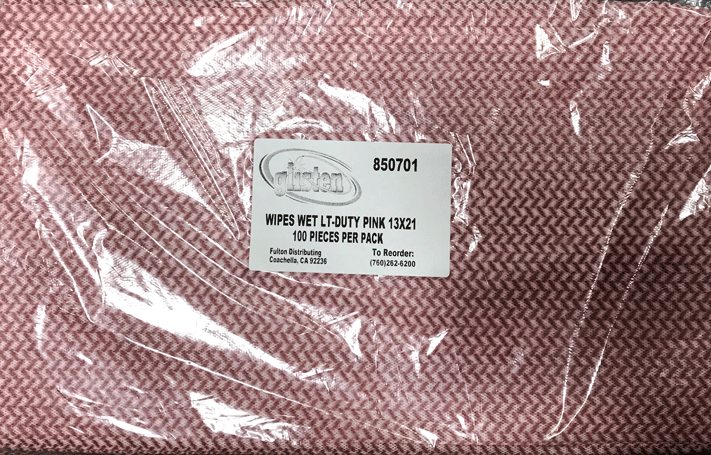 glisten
850701
WIPES WET LT-DUTY PINK 13X21
100 PIECES PER PACK
Fulton Distributing
Coachella, CA 92236
To Reorder:
(760)262-6200